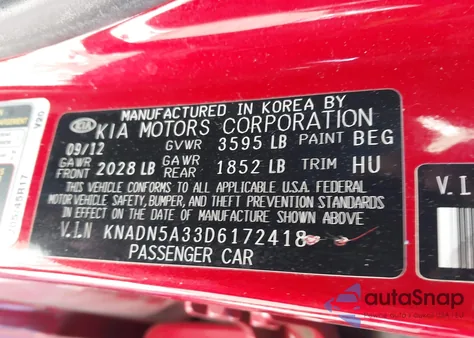 MANUFACTURED IN KOREA BY
KIA KIA MOTORS CORPORATION
09/12 GVWR 3595 LB PAINT BEG
GAWR FRONT 2028 LB GAWR REAR 1852 LB TRIM HU
THIS VEHICLE CONFORMS TO ALL APPLICABLE U.S.A. FEDERAL
MOTOR VEHICLE SAFETY, BUMPER, AND THEFT PREVENTION STANDARDS
IN EFFECT ON THE DATE OF MANUFACTURE SHOWN ABOVE
V.I.N KNADN5A33D6172418
PASSENGER CAR
V20
V.I
autoSnap